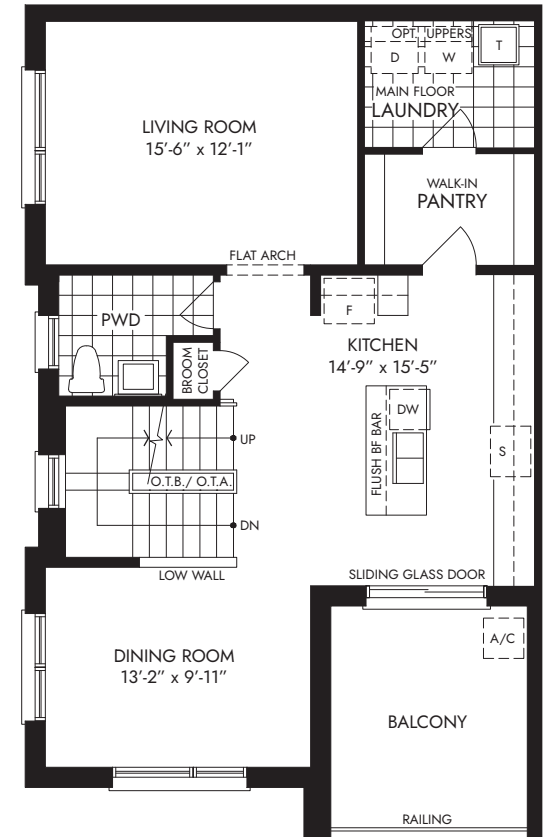 OPT. UPPERS
D
W
T
MAIN FLOOR
LAUNDRY
LIVING ROOM
15'-6” x 12'-1”
WALK-IN
PANTRY
FLAT ARCH
PWD
BROOM
CLOSET
F
KITCHEN
14'-9” x 15'-5”
DW
FLUSH BF BAR
S
UP
O.T.B./ O.T.A.
DN
LOW WALL
SLIDING GLASS DOOR
A/C
DINING ROOM
13'-2” x 9'-11”
BALCONY
RAILING